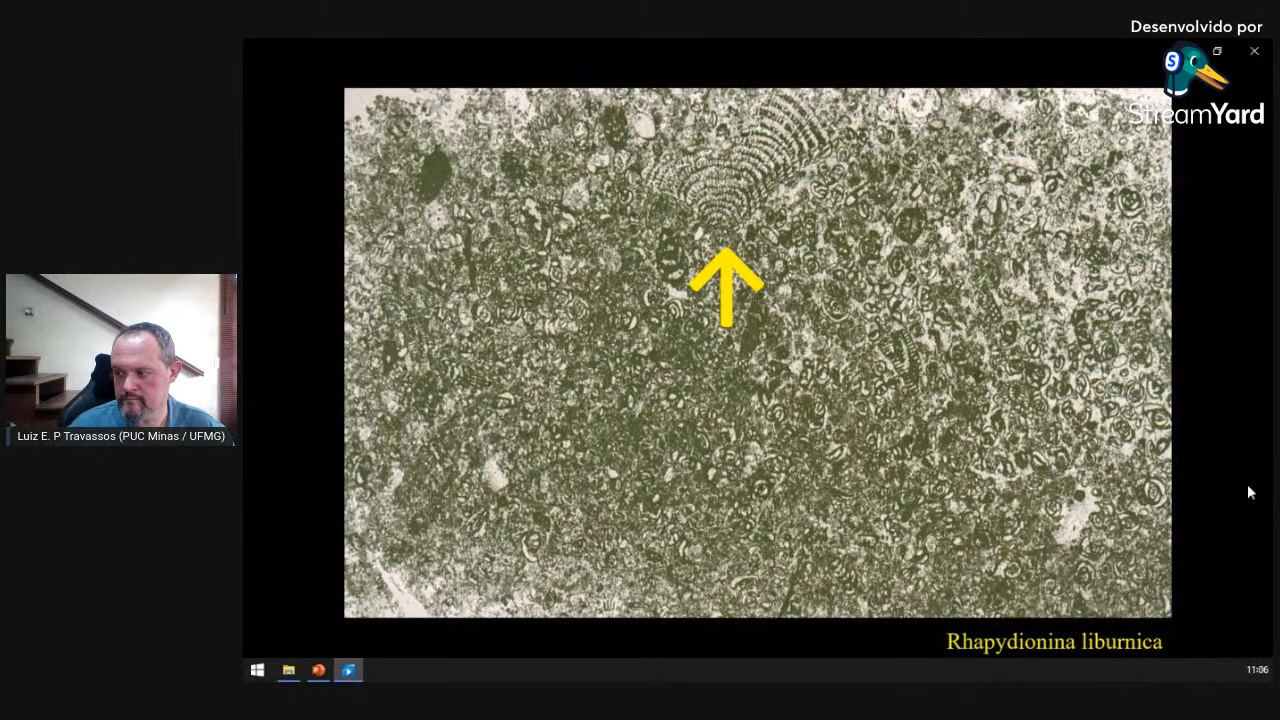 Desenvolvido por
StreamYard
Luiz E. P Travassos (PUC Minas / UFMG)
Rhapydionina liburnica
11:06